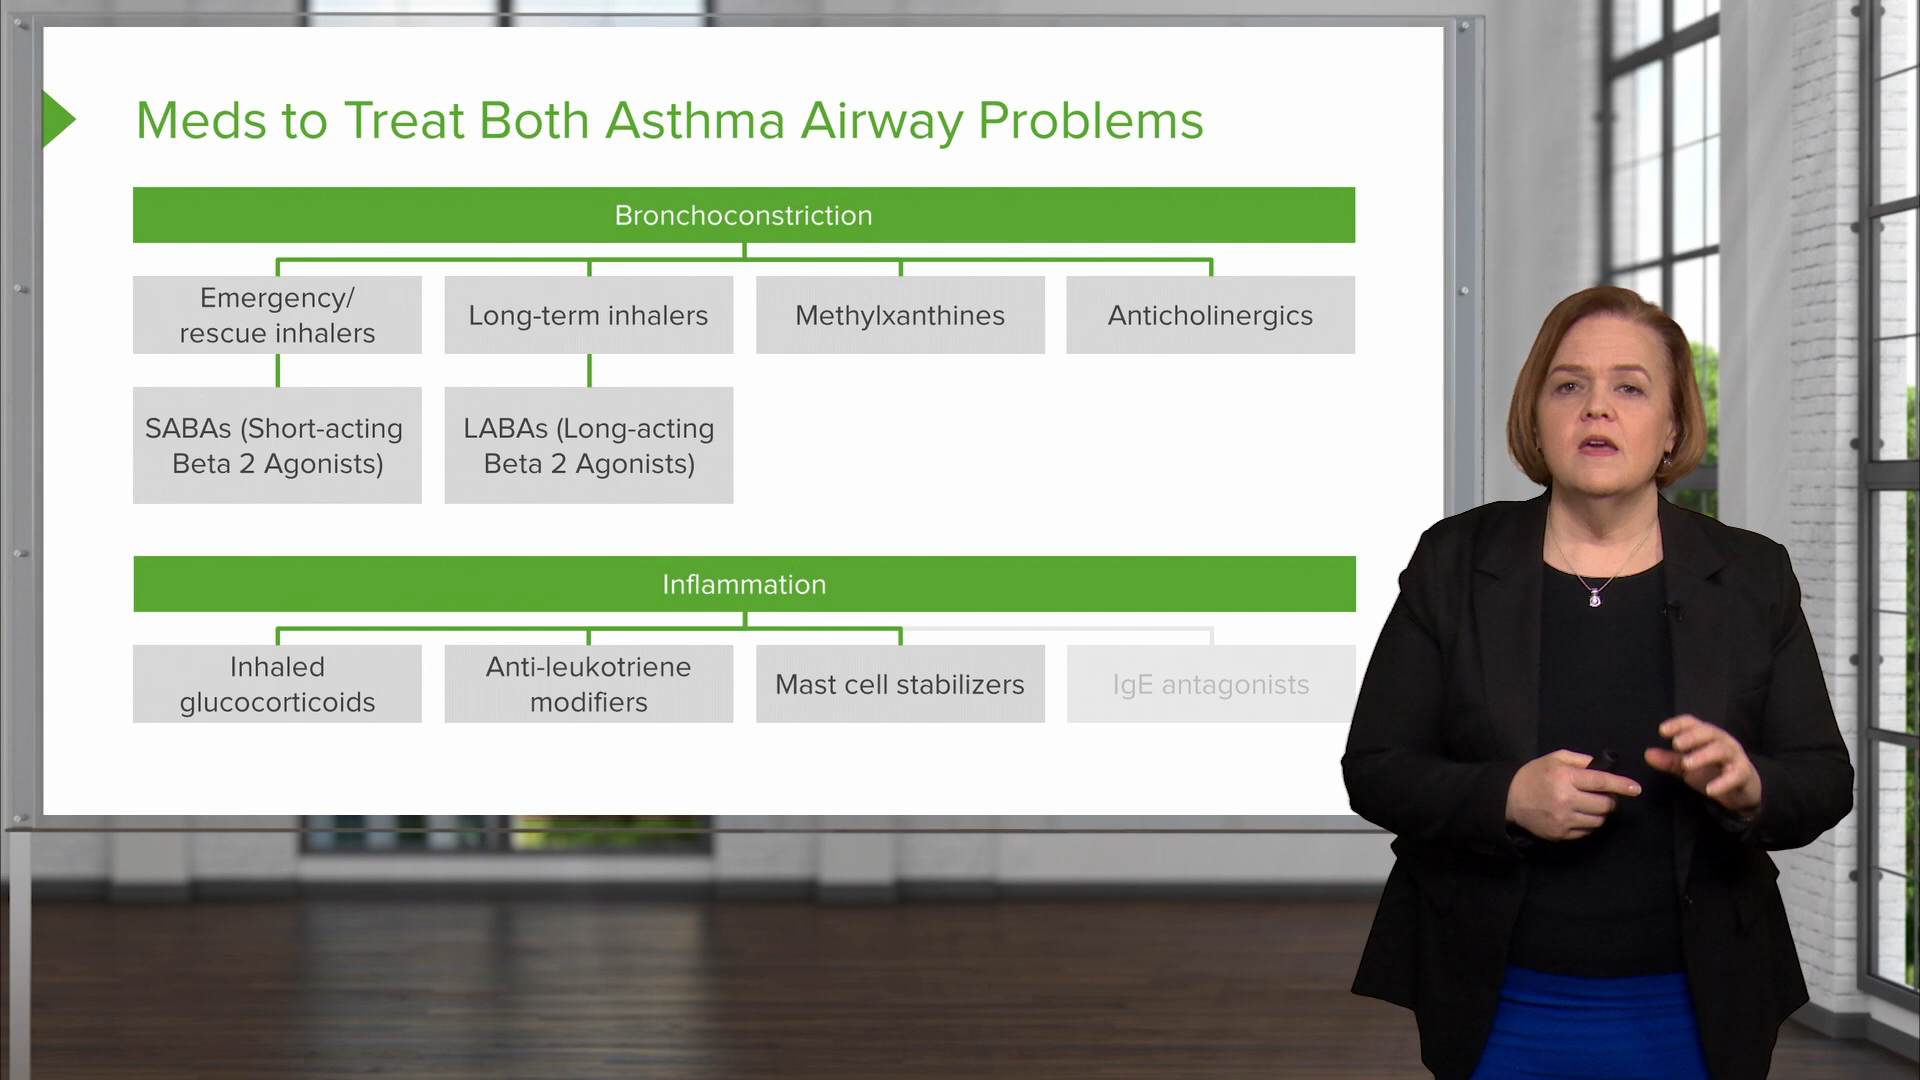 Meds to Treat Both Asthma Airway Problems
Bronchoconstriction
Emergency/
rescue inhalers
Long-term inhalers
Methylxanthines
Anticholinergics
SABAs (Short-acting
Beta 2 Agonists)
LABAs (Long-acting
Beta 2 Agonists)
Inflammation
Inhaled
glucocorticoids
Anti-leukotriene
modifiers
Mast cell stabilizers
IgE antagonists